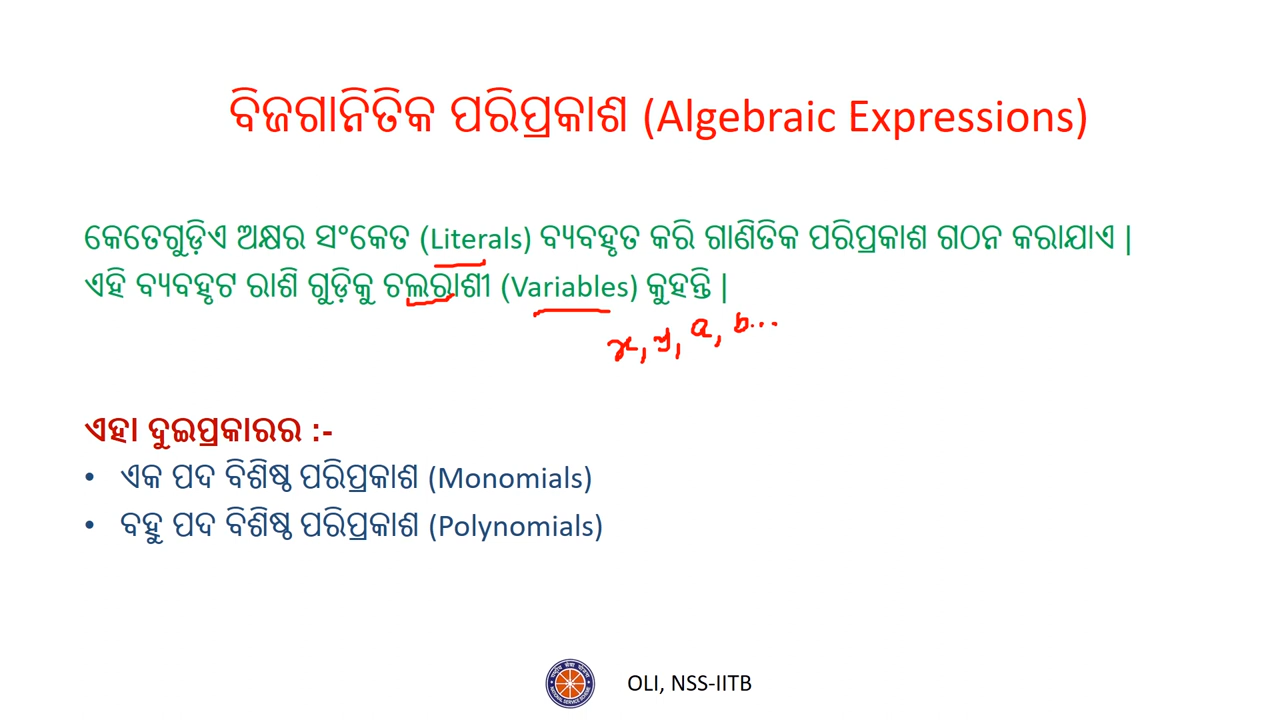 ବିଜଗାନିତିକ ପରିପ୍ରକାଶ (Algebraic Expressions)
କେତେଗୁଡ଼ିଏ ଅକ୍ଷର ସଂକେତ (Literals) ବ୍ୟବହୃତ କରି ଗାଣିତିକ ପରିପ୍ରକାଶ ଗଠନ କରାଯାଏ |
ଏହି ବ୍ୟବହୃଟ ରାଶି ଗୁଡ଼ିକୁ ଚଲରାଶୀ (Variables) କୁହନ୍ତି |
x, y, a, b...
ଏହା ଦୁଇପ୍ରକାରର :-
• ଏକ ପଦ ବିଶିଷ୍ଠ ପରିପ୍ରକାଶ (Monomials)
• ବହୁ ପଦ ବିଶିଷ୍ଠ ପରିପ୍ରକାଶ (Polynomials)
OLI, NSS-IITB